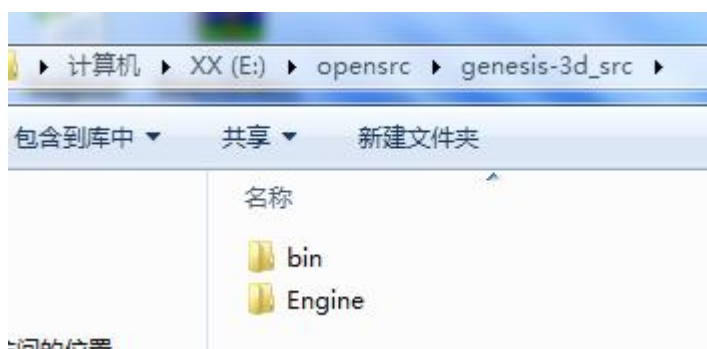 计算机 XX (E:) opensrc genesis-3d_src
包含到库中 共享 新建文件夹
名称
bin
Engine